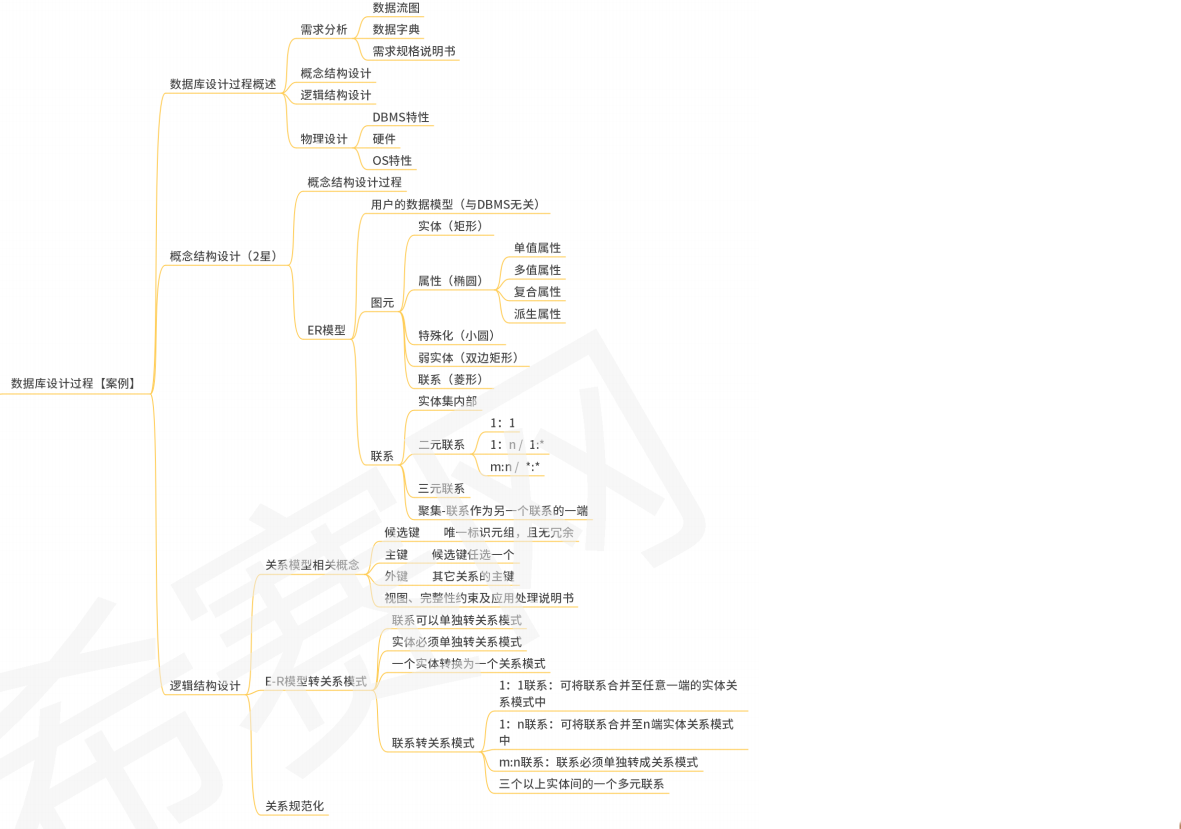 数据流图
需求分析
数据字典
需求规格说明书
概念结构设计
数据库设计过程概述
逻辑结构设计
DBMS特性
物理设计
硬件
OS特性
概念结构设计过程
用户的数据模型（与DBMS无关）
实体（矩形）
单值属性
概念结构设计（2星）
多值属性
属性（椭圆）
复合属性
图元
派生属性
ER模型
特殊化（小圆）
弱实体（双边矩形）
联系（菱形）
数据库设计过程【案例】
实体集内部
1：1
二元联系
1：n / 1:*
联系
m:n / *:*
三元联系
聚集-联系作为另一个联系的一端
候选键 唯一标识元组，且无冗余
主键 候选键任选一个
关系模型相关概念
外键 其它关系的主键
视图、完整性约束及应用处理说明书
联系可以单独转关系模式
实体必须单独转关系模式
一个实体转换为一个关系模式
E-R模型转关系模式
逻辑结构设计
1：1联系：可将联系合并至任意一端的实体关
系模式中
1：n联系：可将联系合并至n端实体关系模式
中
联系转关系模式
m:n联系：联系必须单独转成关系模式
三个以上实体间的一个多元联系
关系规范化
希赛网